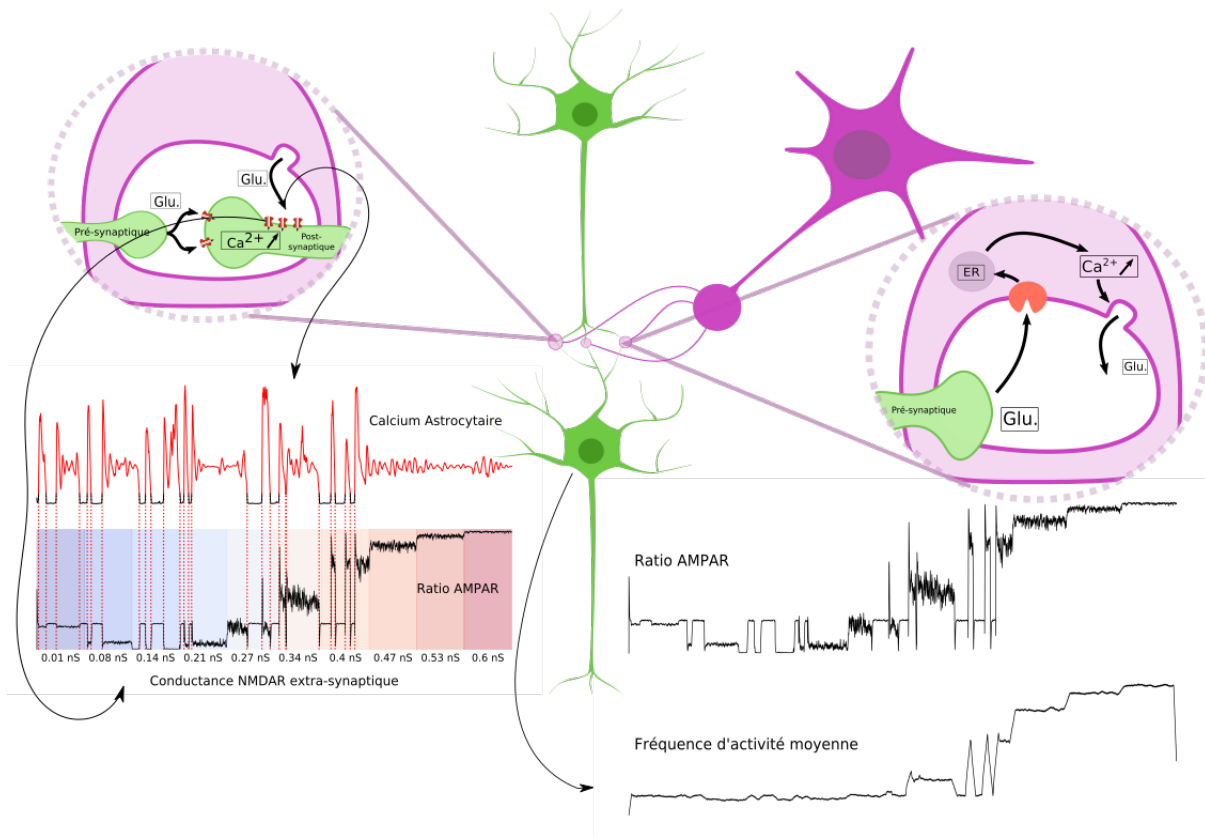 Glu.
Glu.
Pré-synaptique
Ca2+
Post-
synaptique
ER
Ca2+
Glu.
Pré-synaptique
Glu.
Calcium Astrocytaire
Ratio AMPAR
0.01 nS 0.08 nS 0.14 nS 0.21 nS 0.27 nS 0.34 nS 0.4 nS 0.47 nS 0.53 nS 0.6 nS
Conductance NMDAR extra-synaptique
Ratio AMPAR
Fréquence d'activité moyenne